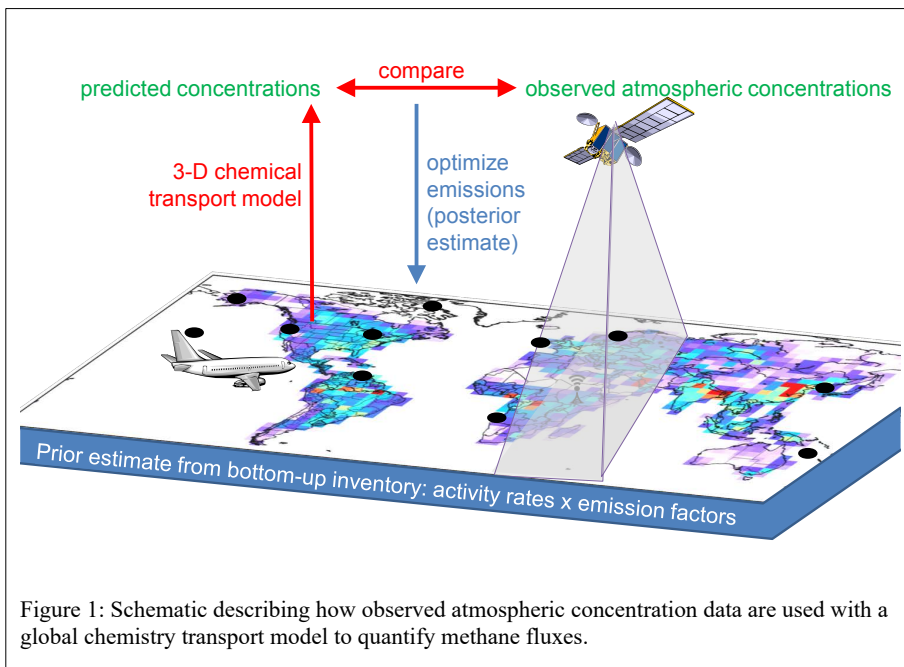 compare
predicted concentrations
observed atmospheric concentrations
3-D chemical
transport model
optimize
emissions
(posterior
estimate)
Prior estimate from bottom-up inventory: activity rates x emission factors
Figure 1: Schematic describing how observed atmospheric concentration data are used with a
global chemistry transport model to quantify methane fluxes.